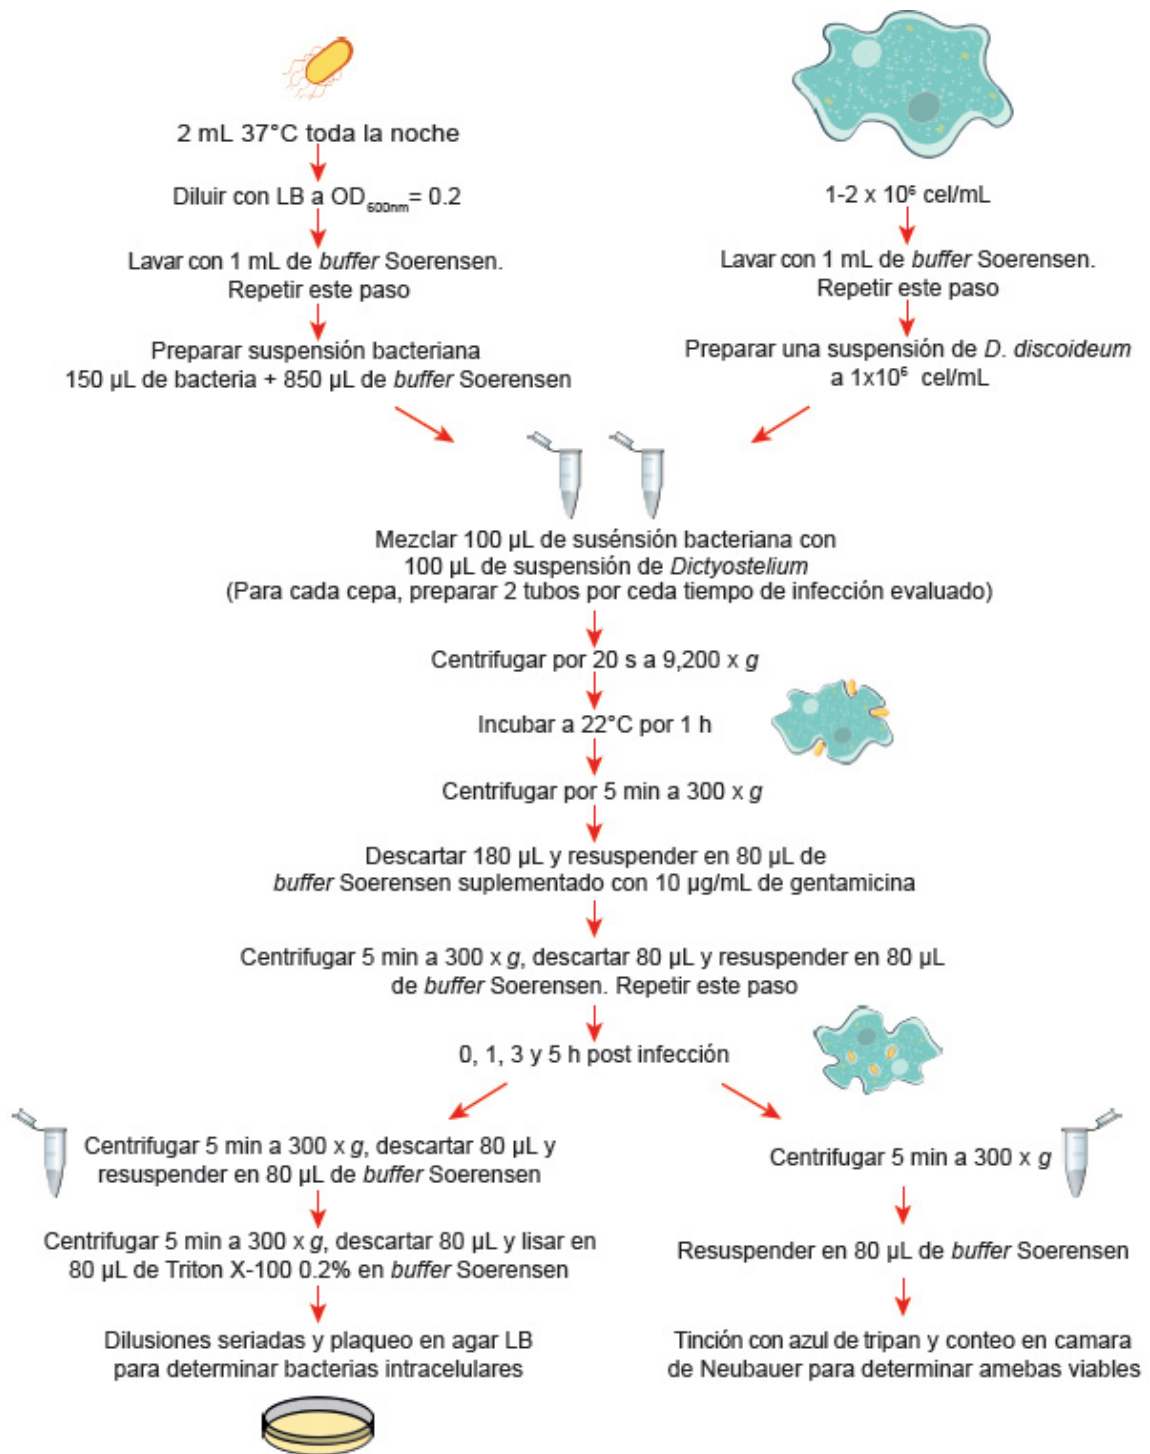 2 mL 37°C toda la noche
Diluir con LB a OD600nm= 0.2
Lavar con 1 mL de buffer Soerensen.
Repetir este paso
Preparar suspensión bacteriana
150 µL de bacteria + 850 µL de buffer Soerensen
1-2 x 10⁶ cel/mL
Lavar con 1 mL de buffer Soerensen.
Repetir este paso
Preparar una suspensión de D. discoideum
a 1x10⁶ cel/mL
Mezclar 100 µL de susénsión bacteriana con
100 µL de suspensión de Dictyostelium
(Para cada cepa, preparar 2 tubos por ceda tiempo de infección evaluado)
Centrifugar por 20 s a 9,200 x g
Incubar a 22°C por 1 h
Centrifugar por 5 min a 300 x g
Descartar 180 µL y resuspender en 80 µL de
buffer Soerensen suplementado con 10 µg/mL de gentamicina
Centrifugar 5 min a 300 x g, descartar 80 µL y resuspender en 80 µL
de buffer Soerensen. Repetir este paso
0, 1, 3 y 5 h post infección
Centrifugar 5 min a 300 x g, descartar 80 µL y
resuspender en 80 µL de buffer Soerensen
Centrifugar 5 min a 300 x g, descartar 80 µL y lisar en
80 µL de Triton X-100 0.2% en buffer Soerensen
Dilusiones seriadas y plaqueo en agar LB
para determinar bacterias intracelulares
Centrifugar 5 min a 300 x g
Resuspender en 80 µL de buffer Soerensen
Tinción con azul de tripan y conteo en camara
de Neubauer para determinar amebas viables